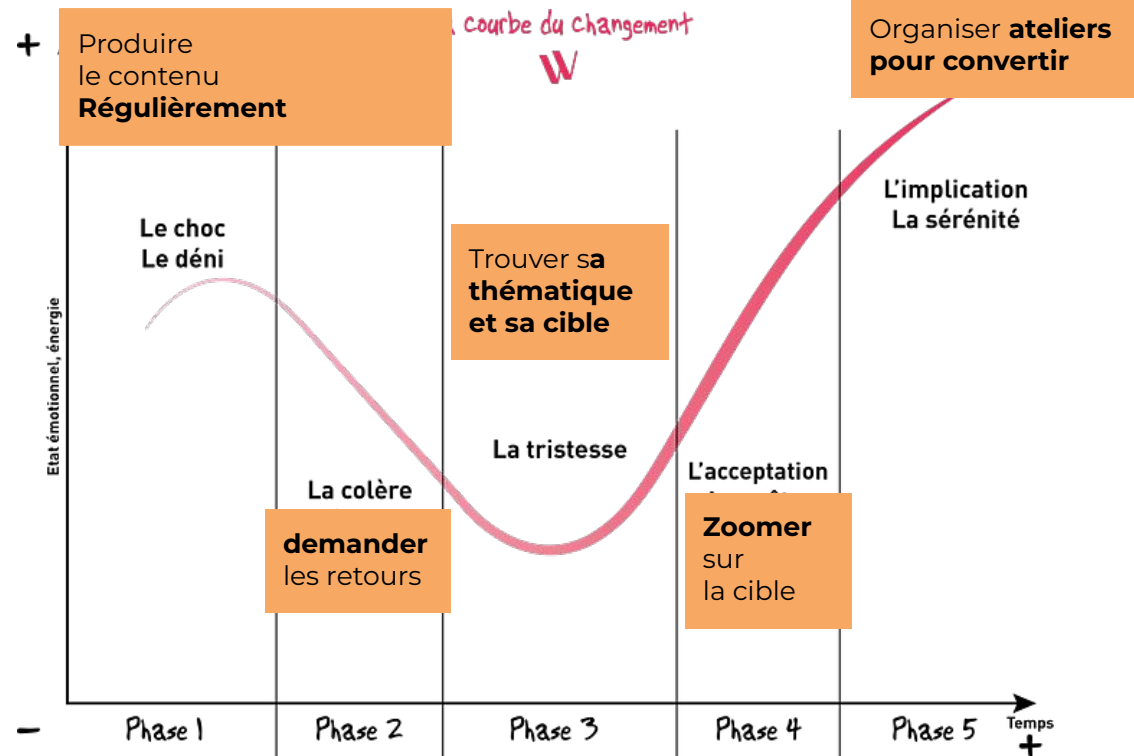 courbe du changement
W
+
Produire
le contenu
Régulièrement
Organiser ateliers
pour convertir
Le choc
Le déni
L'implication
La sérénité
Trouver sa
thématique
et sa cible
Etat émotionnel, énergie
La tristesse
L'acceptation
La colère
demander
les retours
Zoomer
sur
la cible
–
Phase 1
Phase 2
Phase 3
Phase 4
Phase 5
Temps
+